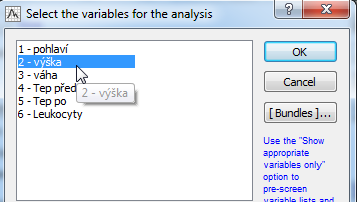 Select the variables for the analysis
?
1 - pohlaví
2 - výška
3 - váha
4 - Tep před
5 - Tep po
6 - Leukocyty
2 - výška
OK
Cancel
[ Bundles ]...
Use the "Show
appropriate
variables only"
option to
pre-screen
variable lists and